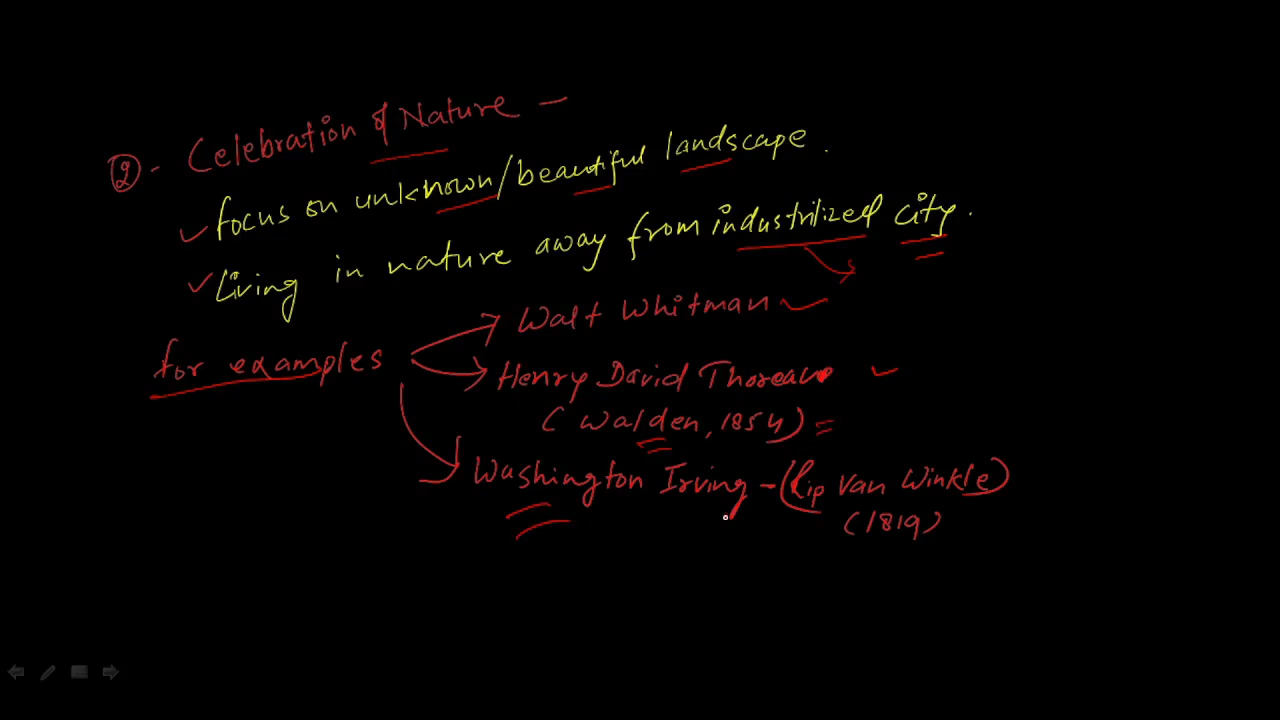 ② - Celebration of Nature -
focus on unknown/beautiful landscape.
Living in nature away from industrilized city.
for examples
Walt Whitman
Henry David Thoreau
(Walden, 1854)
Washington Irving - (Rip Van Winkle)
(1819)